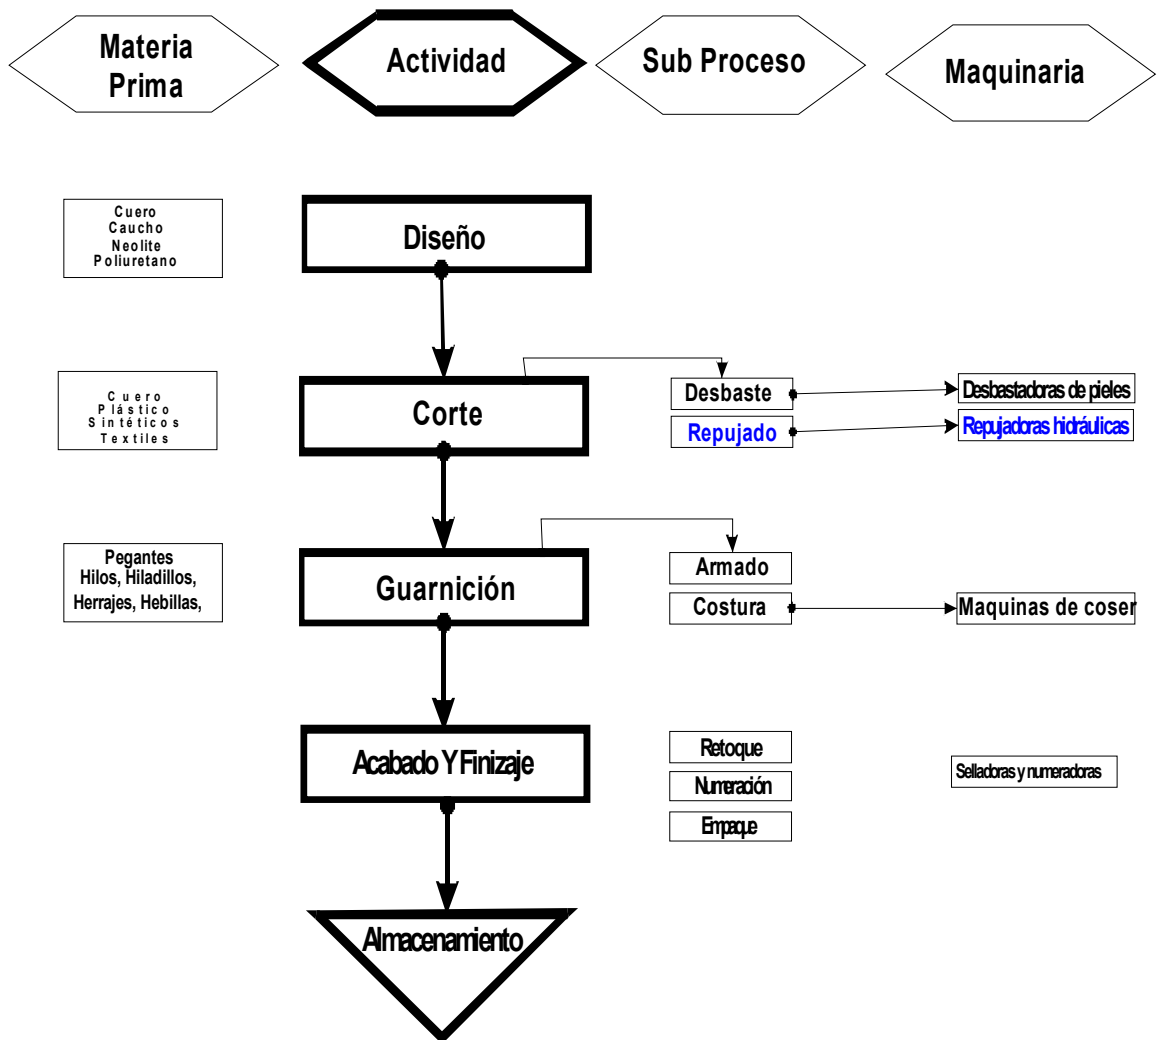 Materia
Prima
Actividad
Sub Proceso
Maquinaria
Cuero
Caucho
Neolite
Poliuretano
Diseño
Cuero
Plástico
Sintéticos
Textiles
Corte
Desbaste
Desbastadoras de pieles
Repujado
Repujadoras hidráulicas
Pegantes
Hilos, Hiladillos,
Herrajes, Hebillas,
Guarnición
Armado
Costura
Maquinas de coser
Acabado Y Finizaje
Retoque
Numeración
Empaque
Selladoras y numeradoras
Almacenamiento